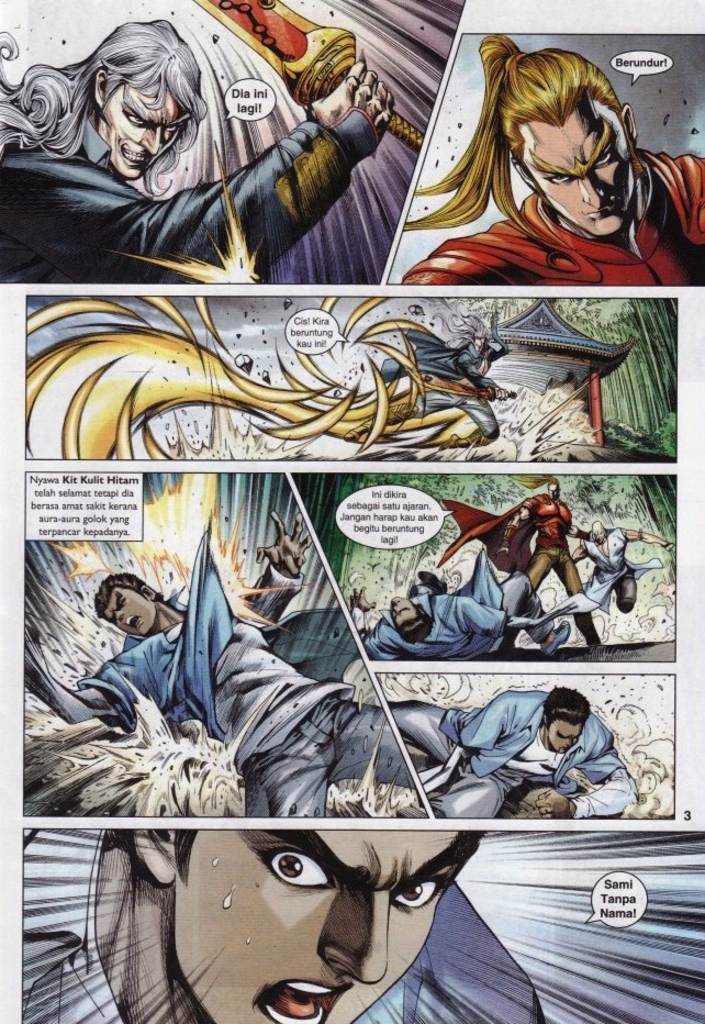 Dia ini
lagi!
Berundur!
Cis! Kira
beruntung
kau ini!
Nyawa Kit Kulit Hitam
telah selamat tetapi dia
berasa amat sakit kerana
aura-aura golok yang
terpancar kepadanya.
Ini dikira
sebagai satu ajaran.
Jangan harap kau akan
begitu beruntung
lagi!
3
Sami
Tanpa
Nama!